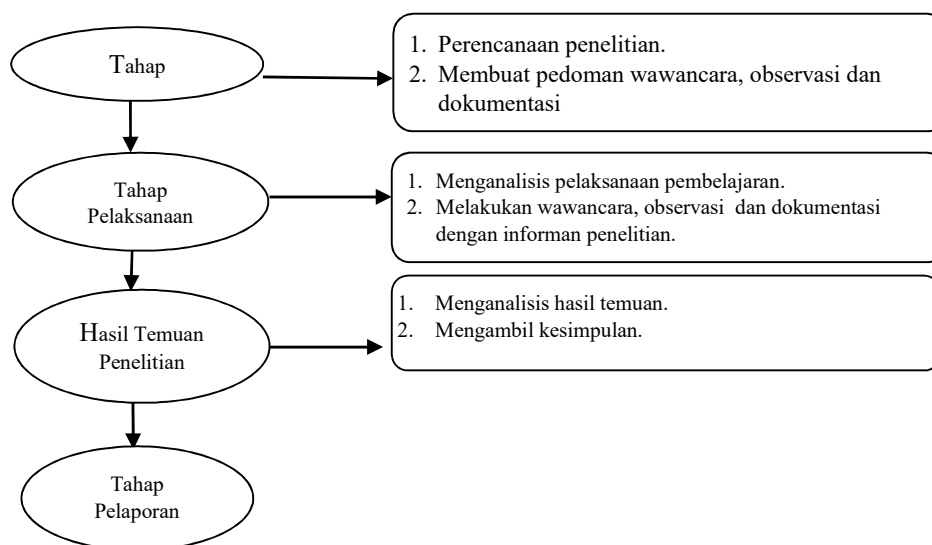 Tahap
1. Perencanaan penelitian.
2. Membuat pedoman wawancara, observasi dan
dokumentasi
Tahap
Pelaksanaan
1. Menganalisis pelaksanaan pembelajaran.
2. Melakukan wawancara, observasi dan dokumentasi
dengan informan penelitian.
Hasil Temuan
Penelitian
1. Menganalisis hasil temuan.
2. Mengambil kesimpulan.
Tahap
Pelaporan